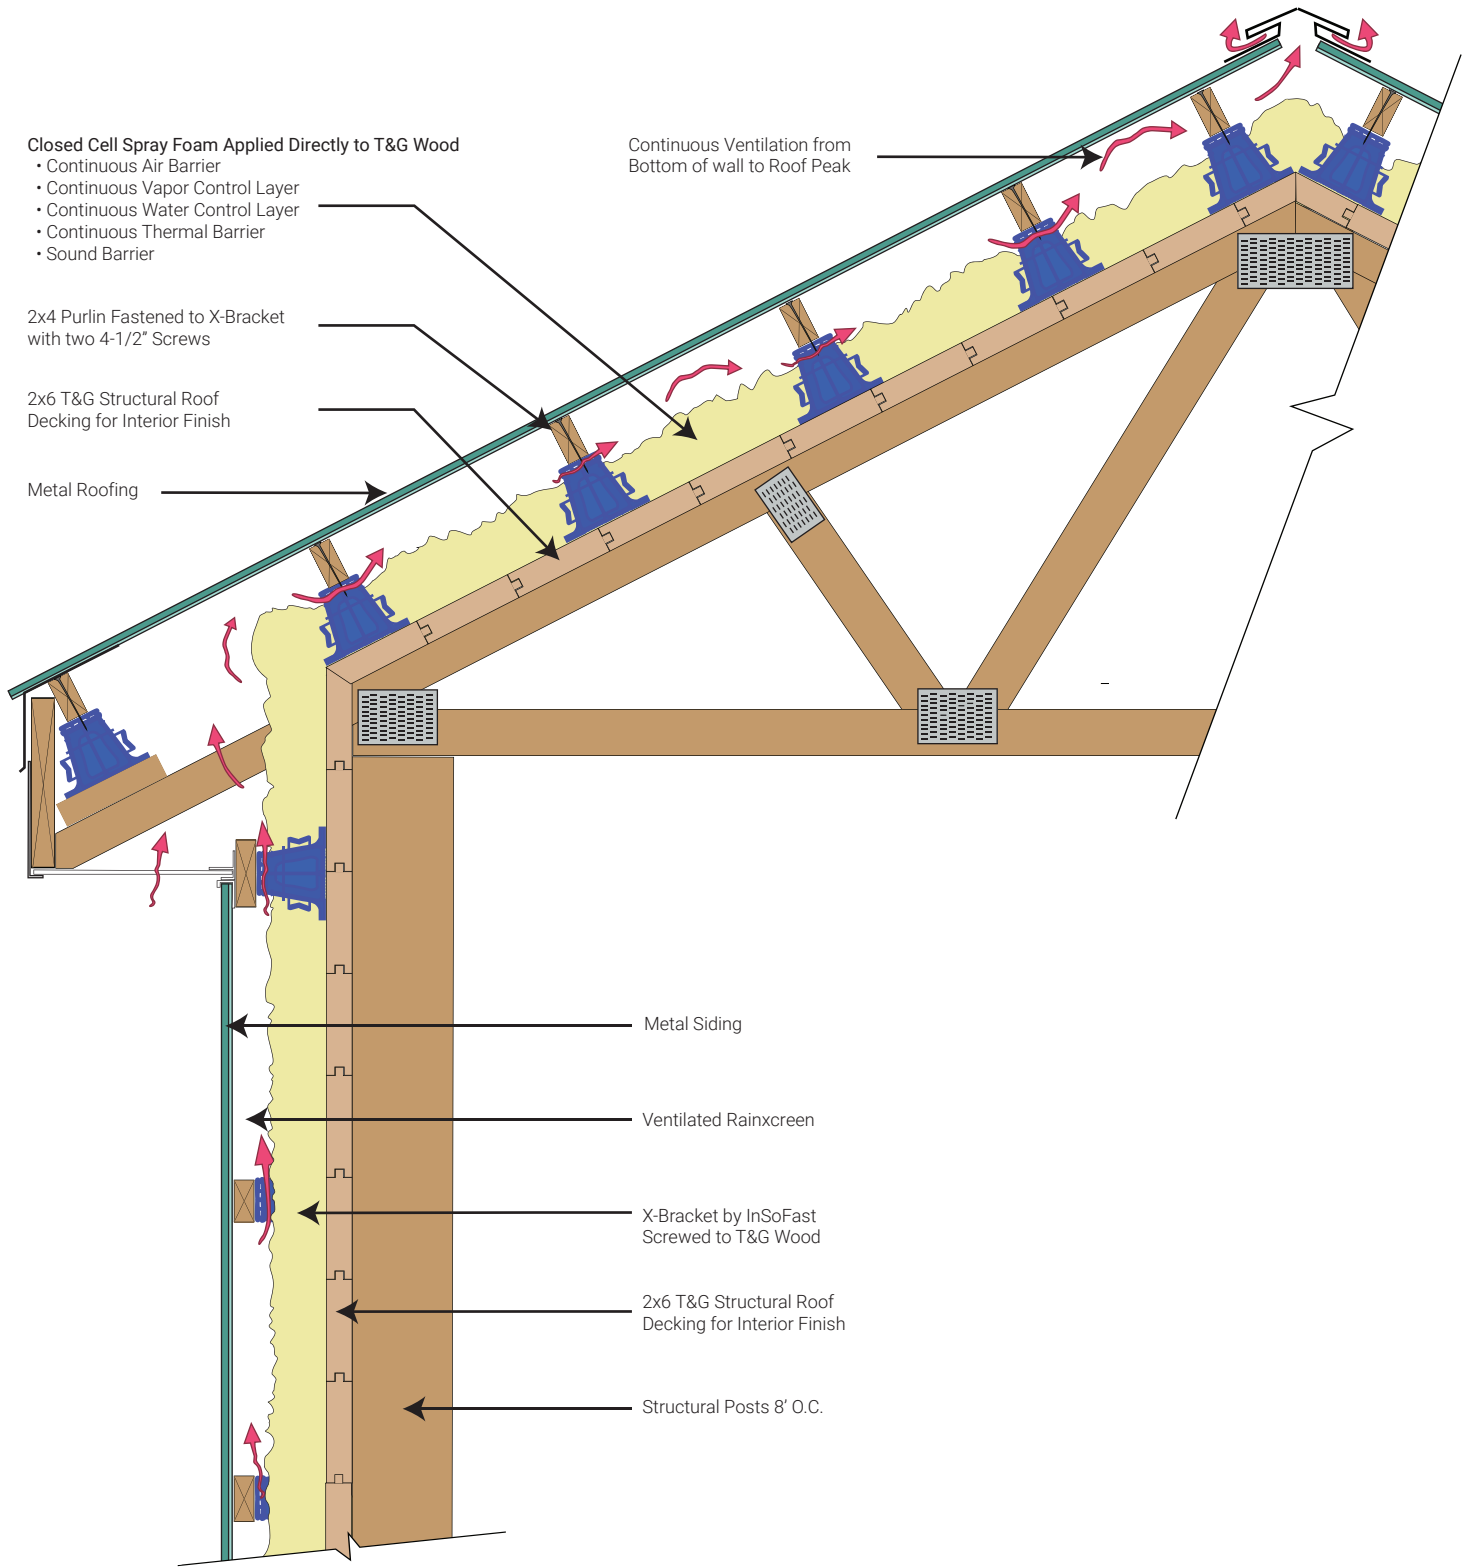 Closed Cell Spray Foam Applied Directly to T&G Wood
• Continuous Air Barrier
• Continuous Vapor Control Layer
• Continuous Water Control Layer
• Continuous Thermal Barrier
• Sound Barrier
Continuous Ventilation from
Bottom of wall to Roof Peak
2x4 Purlin Fastened to X-Bracket
with two 4-1/2” Screws
2x6 T&G Structural Roof
Decking for Interior Finish
Metal Roofing
Metal Siding
Ventilated Rainxcreen
X-Bracket by InSoFast
Screwed to T&G Wood
2x6 T&G Structural Roof
Decking for Interior Finish
Structural Posts 8’ O.C.